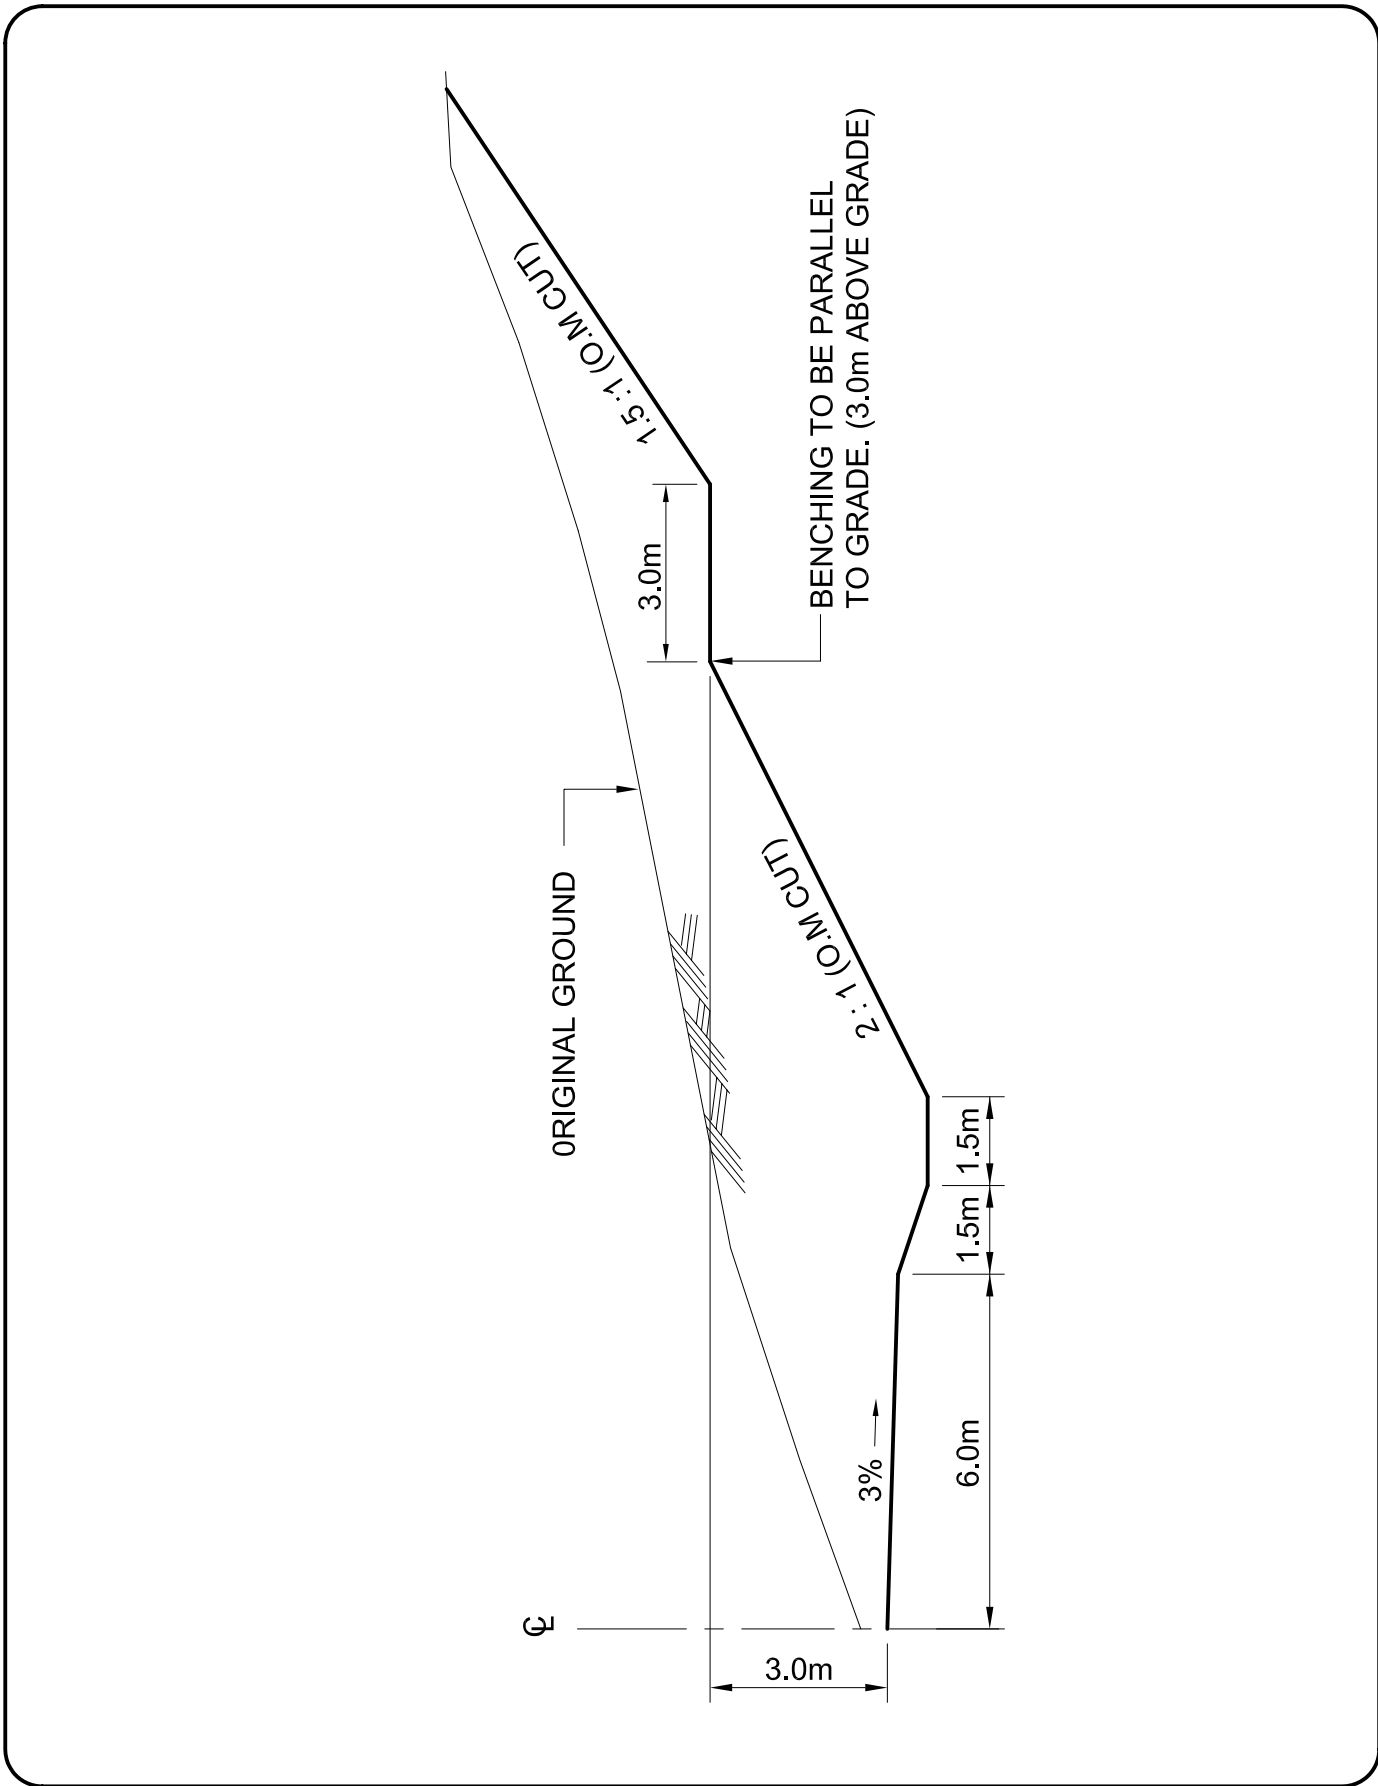 ℄
0RIGINAL GROUND
3.0m
1.5 : 1 (O.M CUT)
2 : 1 (O.M CUT)
BENCHING TO BE PARALLEL
TO GRADE. (3.0m ABOVE GRADE)
3.0m
3%
6.0m
1.5m
1.5m